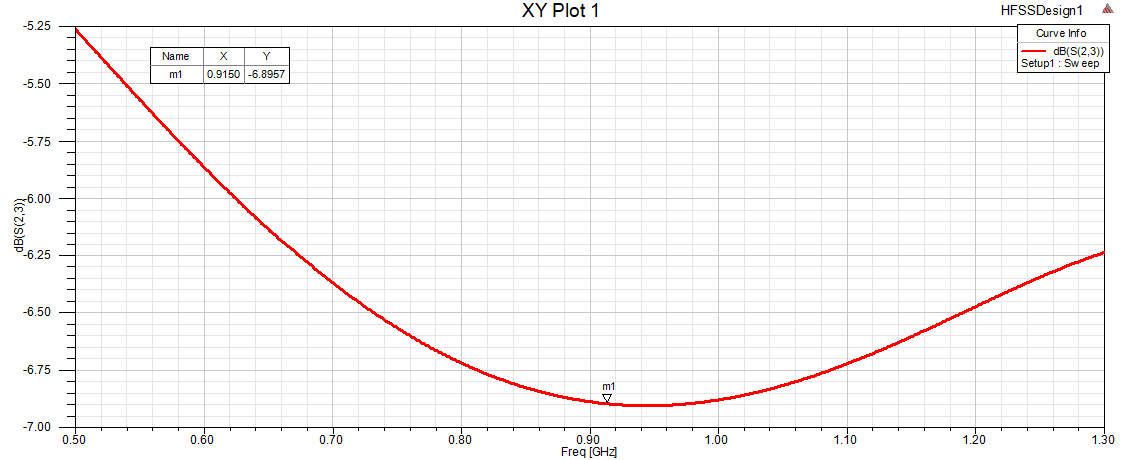 XY Plot 1
HFSSDesign1
Curve Info
dB(S(2,3))
Setup1 : Sweep
Name X Y
m1 0.9150 -6.8957
-5.25
-5.50
-5.75
-6.00
-6.25
-6.50
-6.75
-7.00
dB(S(2,3))
m1
0.50 0.60 0.70 0.80 0.90 1.00 1.10 1.20 1.30
Freq [GHz]